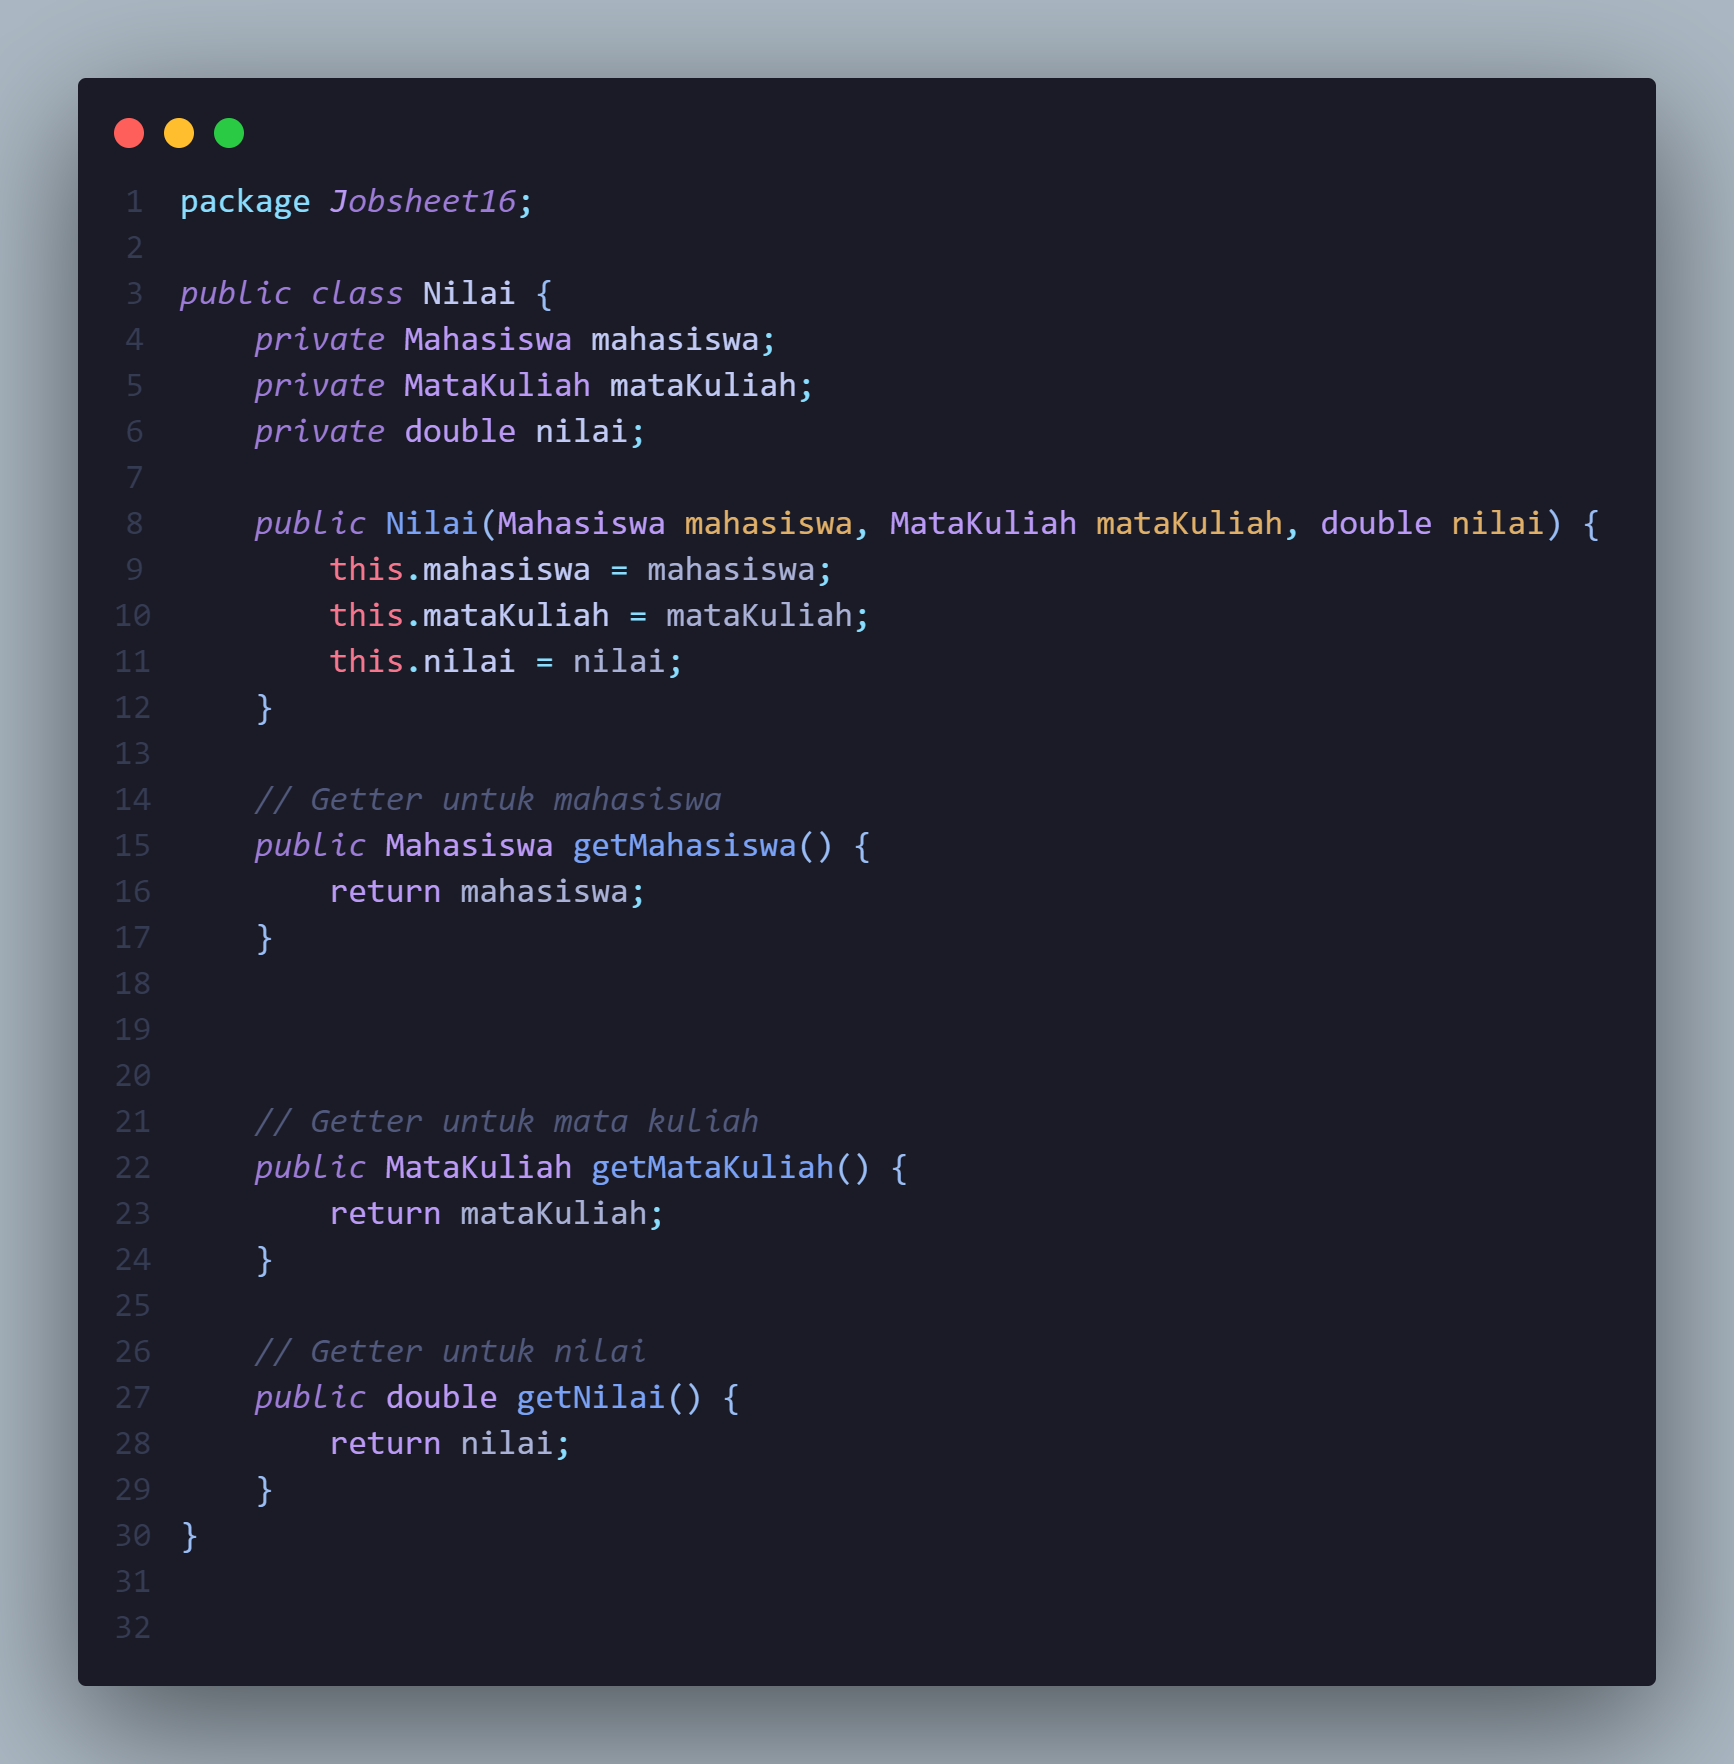 1 package Jobsheet16;
2
3 public class Nilai {
4     private Mahasiswa mahasiswa;
5     private MataKuliah mataKuliah;
6     private double nilai;
7
8     public Nilai(Mahasiswa mahasiswa, MataKuliah mataKuliah, double nilai) {
9         this.mahasiswa = mahasiswa;
10         this.mataKuliah = mataKuliah;
11         this.nilai = nilai;
12     }
13
14     // Getter untuk mahasiswa
15     public Mahasiswa getMahasiswa() {
16         return mahasiswa;
17     }
18
19
20
21     // Getter untuk mata kuliah
22     public MataKuliah getMataKuliah() {
23         return mataKuliah;
24     }
25
26     // Getter untuk nilai
27     public double getNilai() {
28         return nilai;
29     }
30 }
31
32